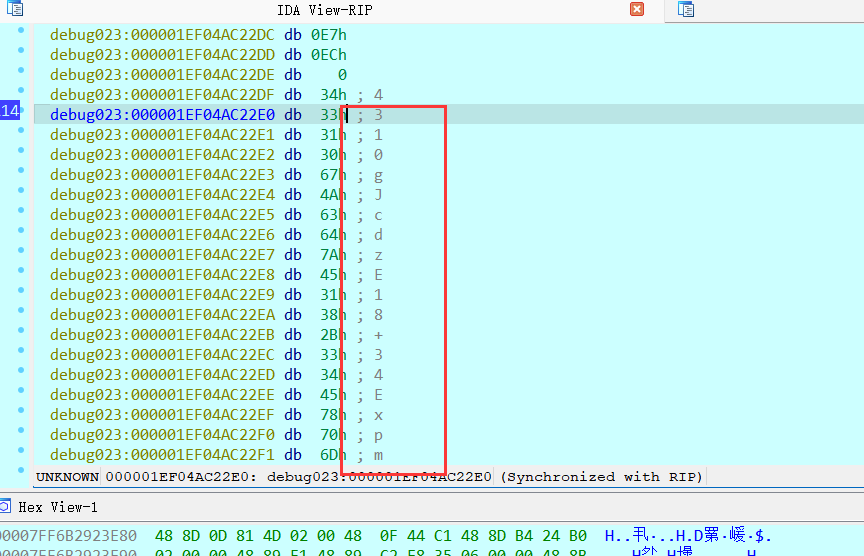 IDA View-RIP
debug023:000001EF04AC22DC db 0E7h
debug023:000001EF04AC22DD db 0ECh
debug023:000001EF04AC22DE db 0
debug023:000001EF04AC22DF db 34h ; 4
14 debug023:000001EF04AC22E0 db 33h ; 3
debug023:000001EF04AC22E1 db 31h ; 1
debug023:000001EF04AC22E2 db 30h ; 0
debug023:000001EF04AC22E3 db 67h ; g
debug023:000001EF04AC22E4 db 4Ah ; J
debug023:000001EF04AC22E5 db 63h ; c
debug023:000001EF04AC22E6 db 64h ; d
debug023:000001EF04AC22E7 db 7Ah ; z
debug023:000001EF04AC22E8 db 45h ; E
debug023:000001EF04AC22E9 db 31h ; 1
debug023:000001EF04AC22EA db 38h ; 8
debug023:000001EF04AC22EB db 2Bh ; +
debug023:000001EF04AC22EC db 33h ; 3
debug023:000001EF04AC22ED db 34h ; 4
debug023:000001EF04AC22EE db 45h ; E
debug023:000001EF04AC22EF db 78h ; x
debug023:000001EF04AC22F0 db 70h ; p
debug023:000001EF04AC22F1 db 6Dh ; m
UNKNOWN 000001EF04AC22E0: debug023:000001EF04AC22E0 (Synchronized with RIP)
Hex View-1
00007FF6B2923E80 48 8D 0D 81 4D 02 00 48 0F 44 C1 48 8D B4 24 B0